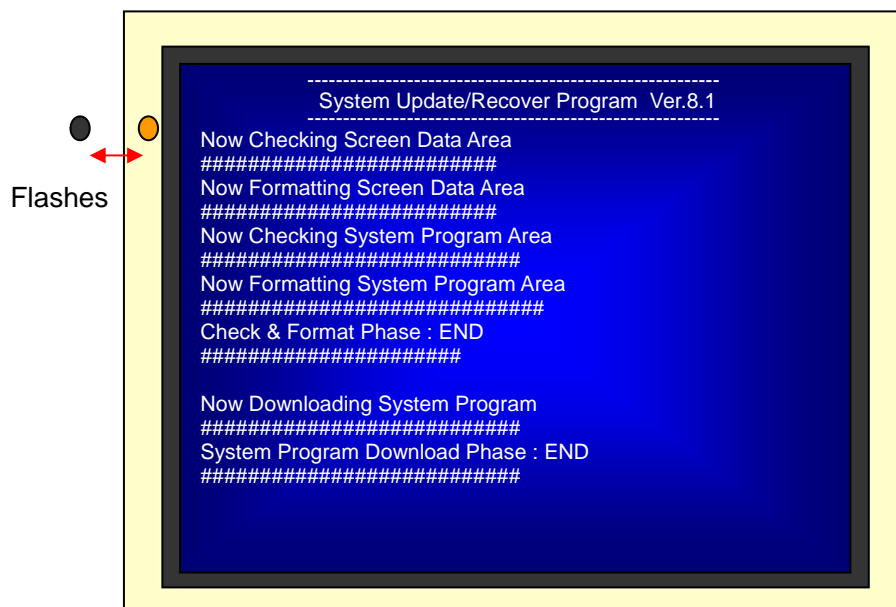 ----------------------------------------------------------
System Update/Recover Program Ver.8.1
----------------------------------------------------------
Now Checking Screen Data Area
#########################
Now Formatting Screen Data Area
#########################
Now Checking System Program Area
###########################
Now Formatting System Program Area
#############################
Check & Format Phase : END
######################
Now Downloading System Program
###########################
System Program Download Phase : END
###########################
Flashes